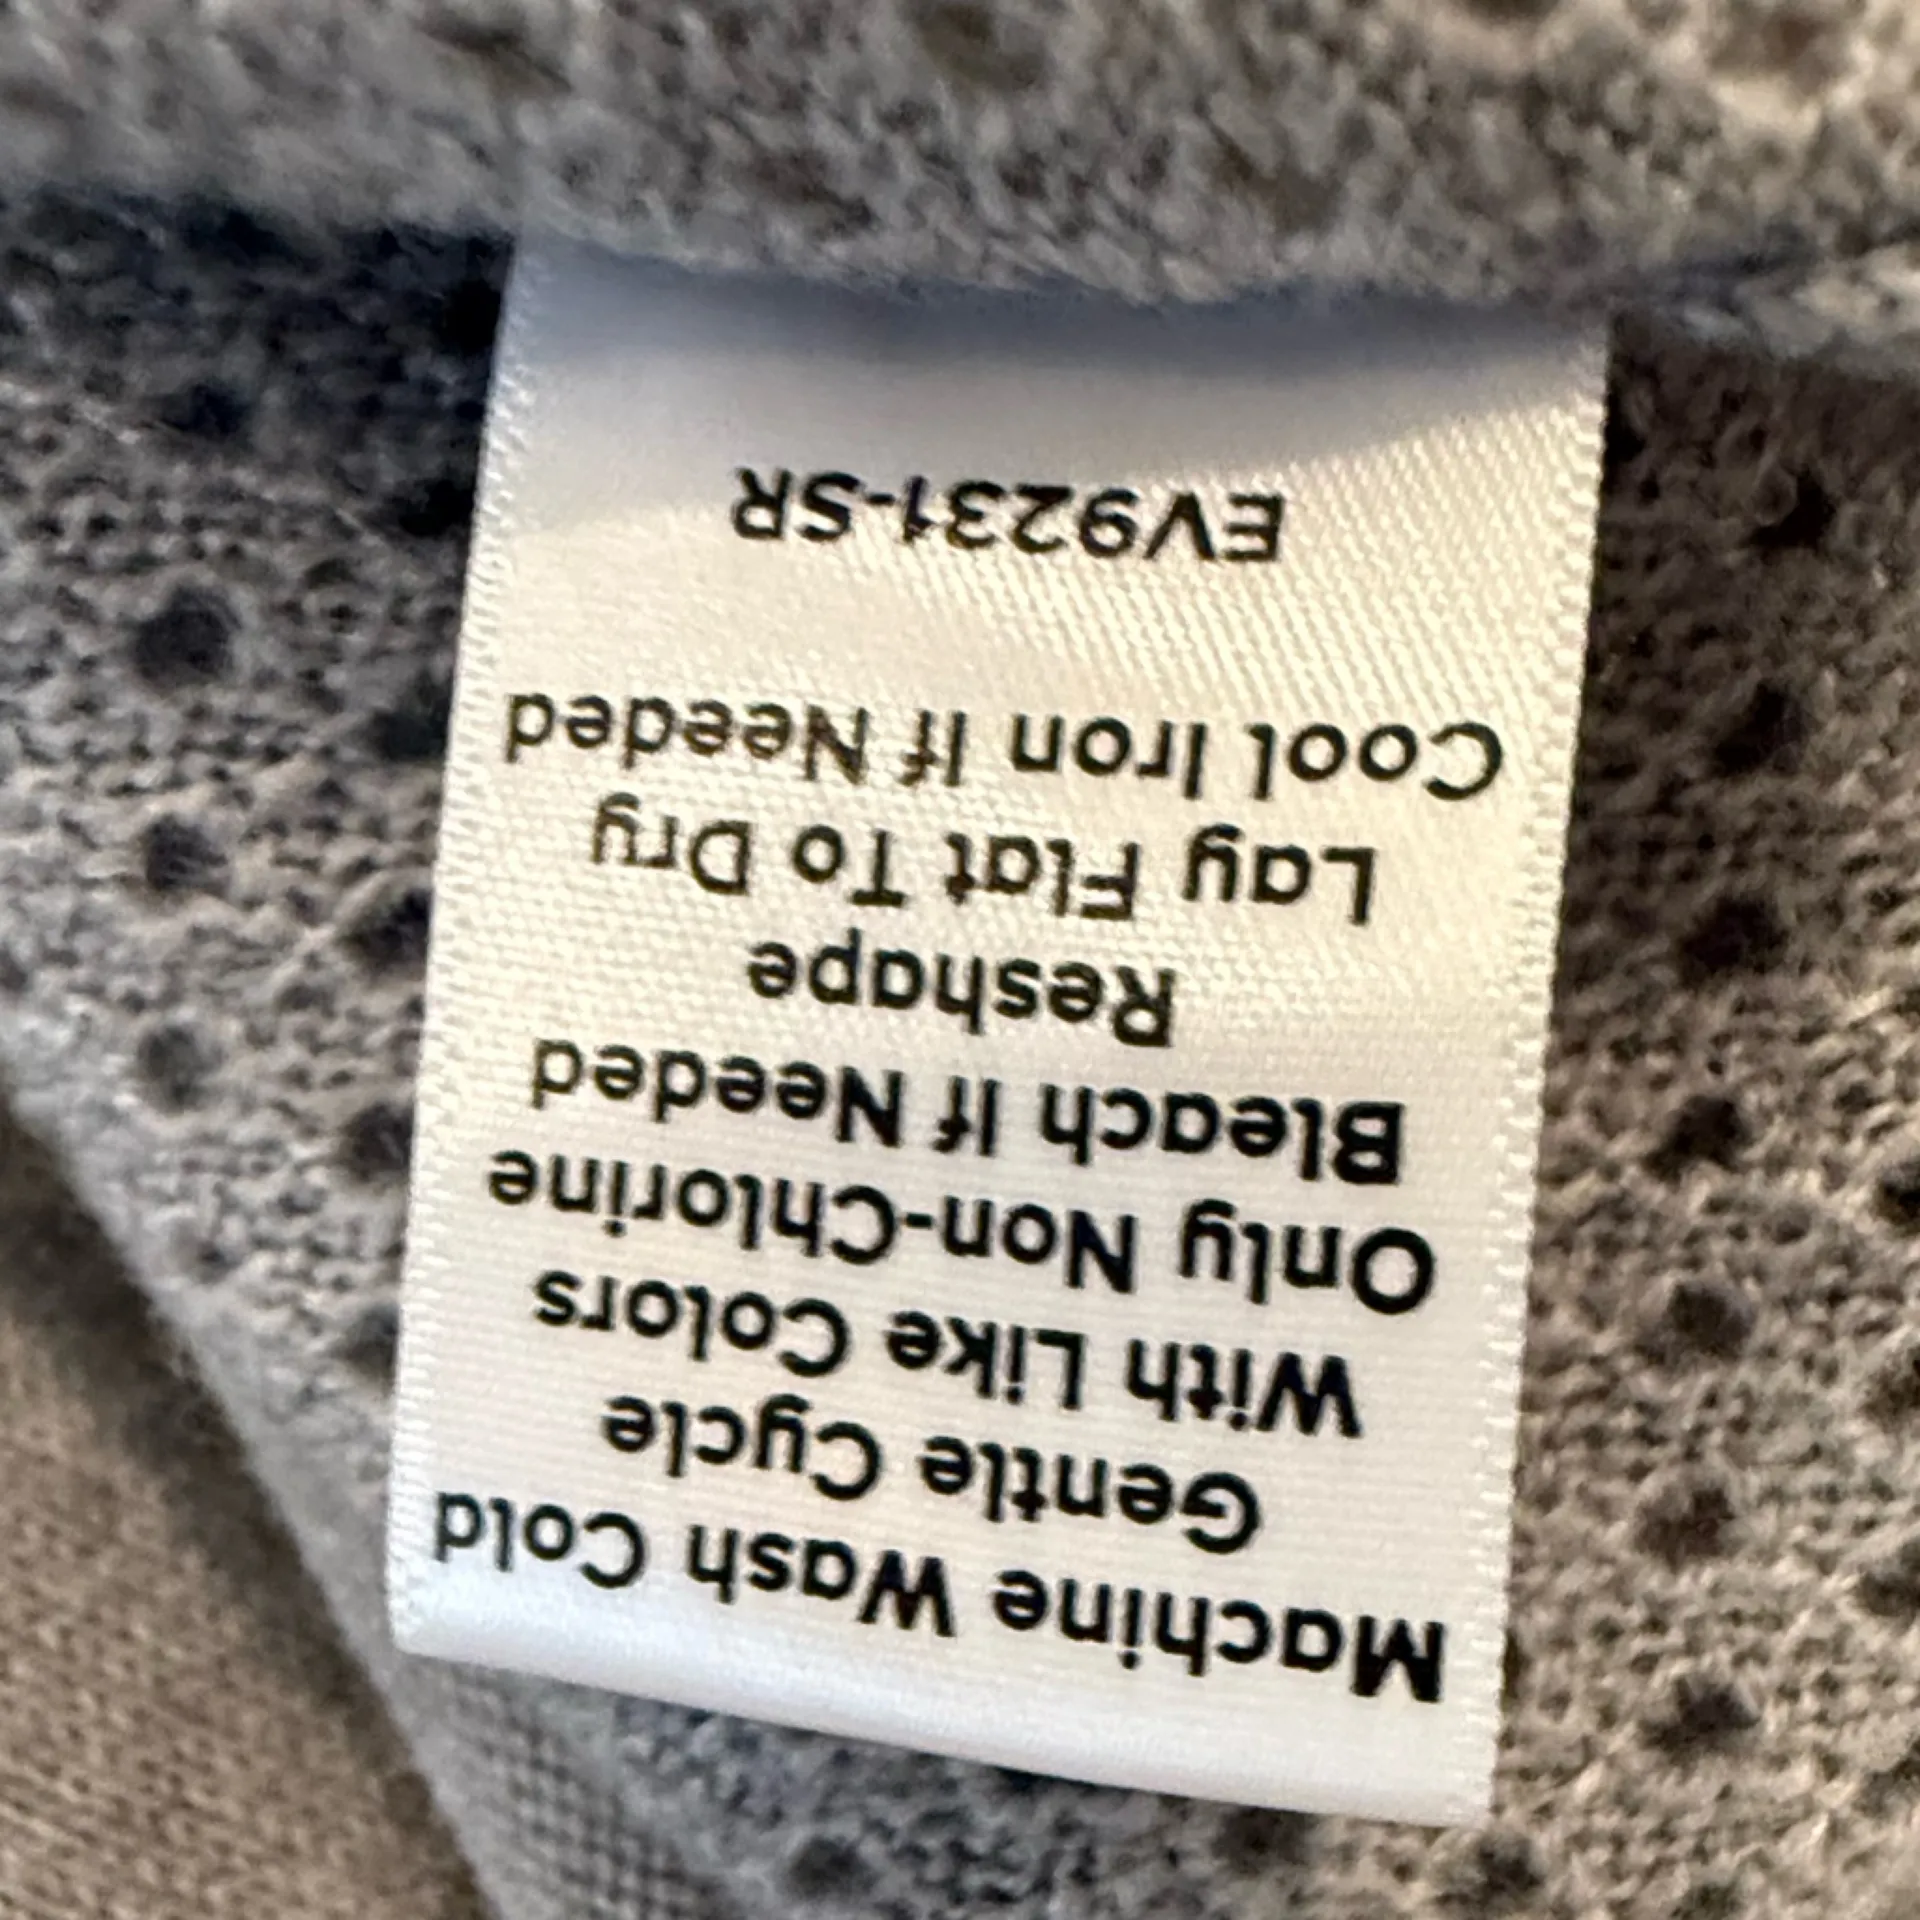 Machine Wash Cold
Gentle Cycle
With Like Colors
Only Non-Chlorine
Bleach If Needed
Reshape
Lay Flat To Dry
Cool Iron If Needed
EV9231-SR